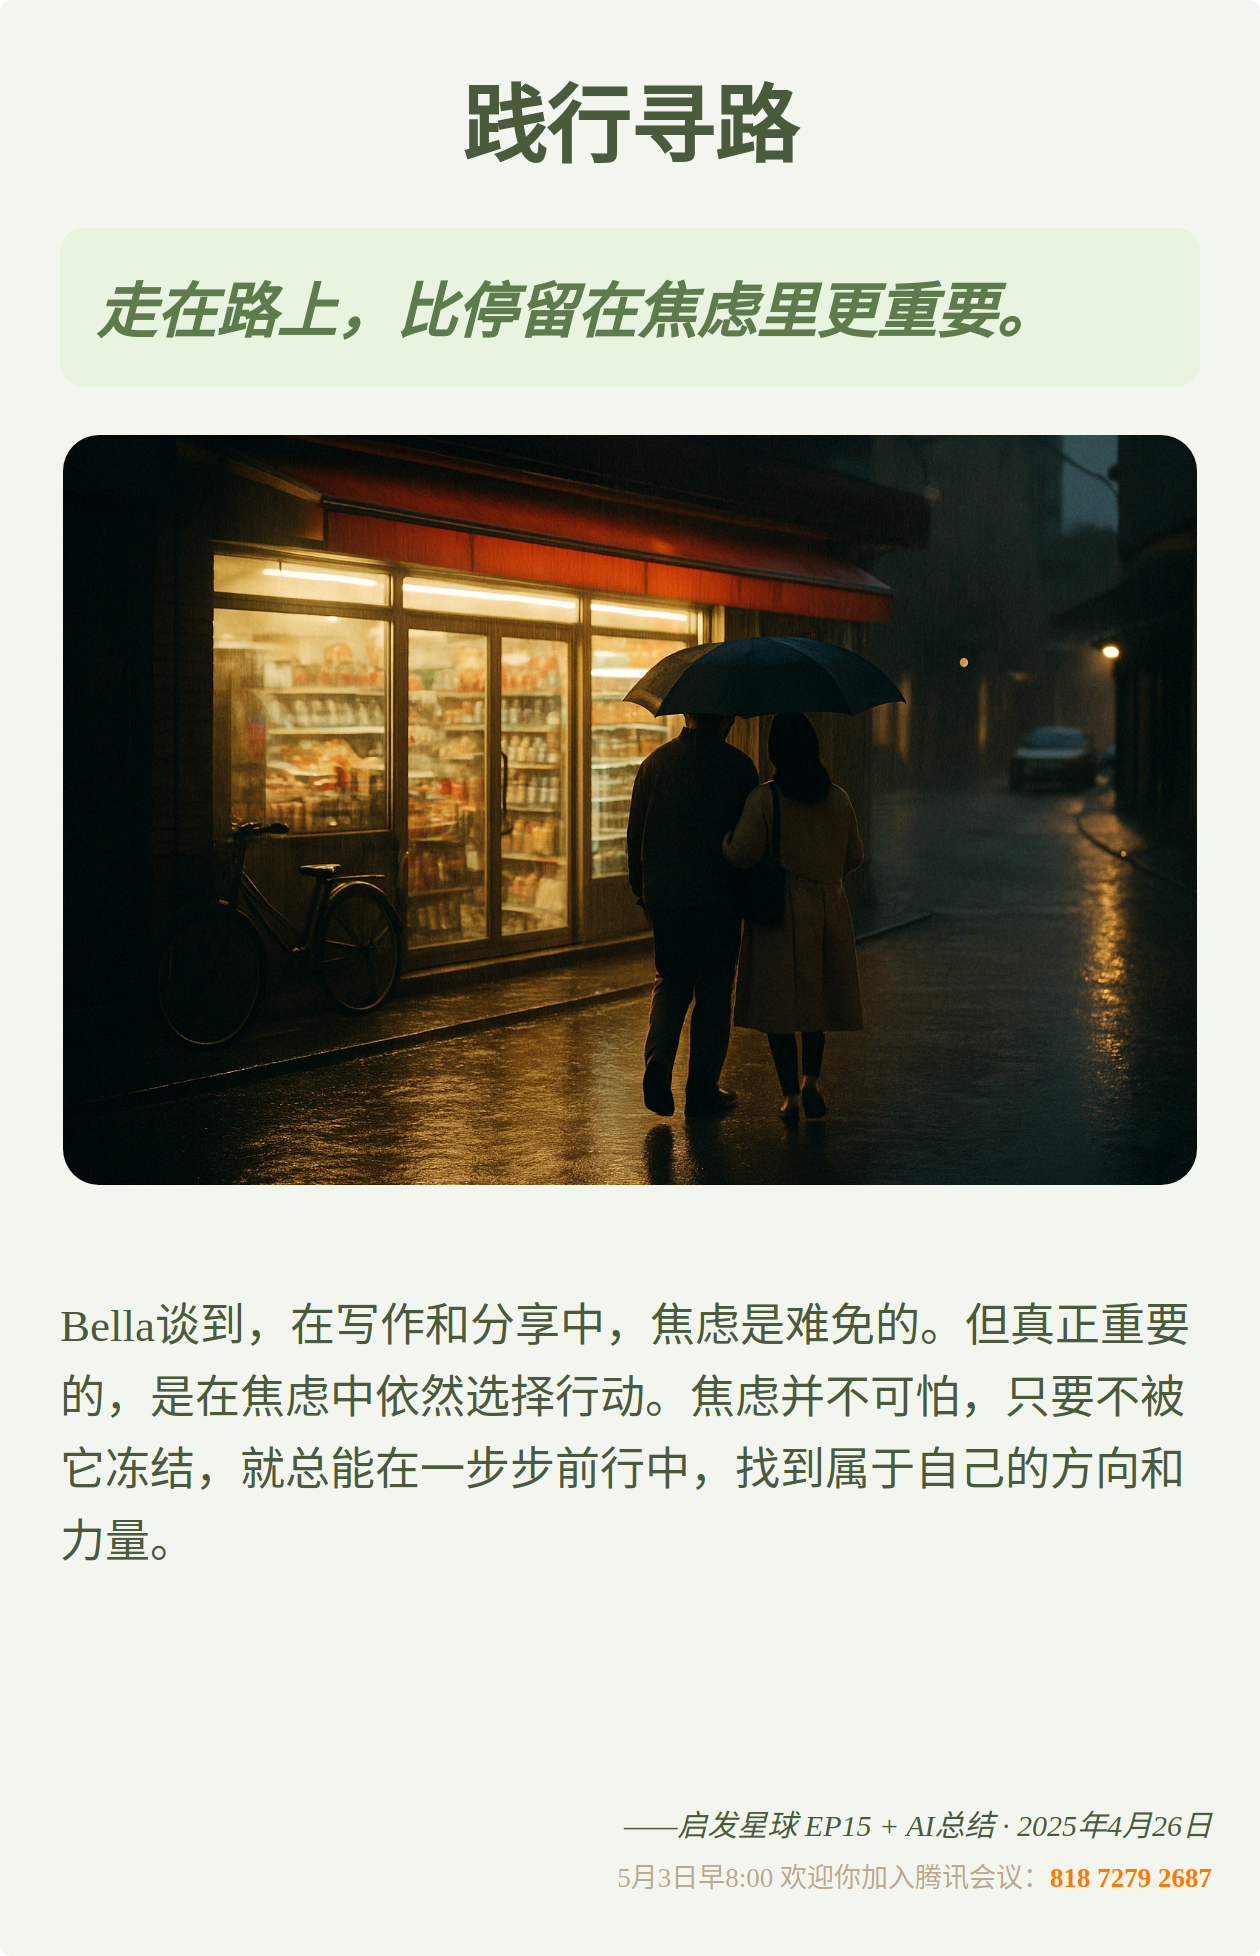 践行寻路
走在路上，比停留在焦虑里更重要。
Bella谈到，在写作和分享中，焦虑是难免的。但真正重要
的，是在焦虑中依然选择行动。焦虑并不可怕，只要不被
它冻结，就总能在一步步前行中，找到属于自己的方向和
力量。
——启发星球 EP15 + AI总结 · 2025年4月26日
5月3日早8:00 欢迎你加入腾讯会议：818 7279 2687